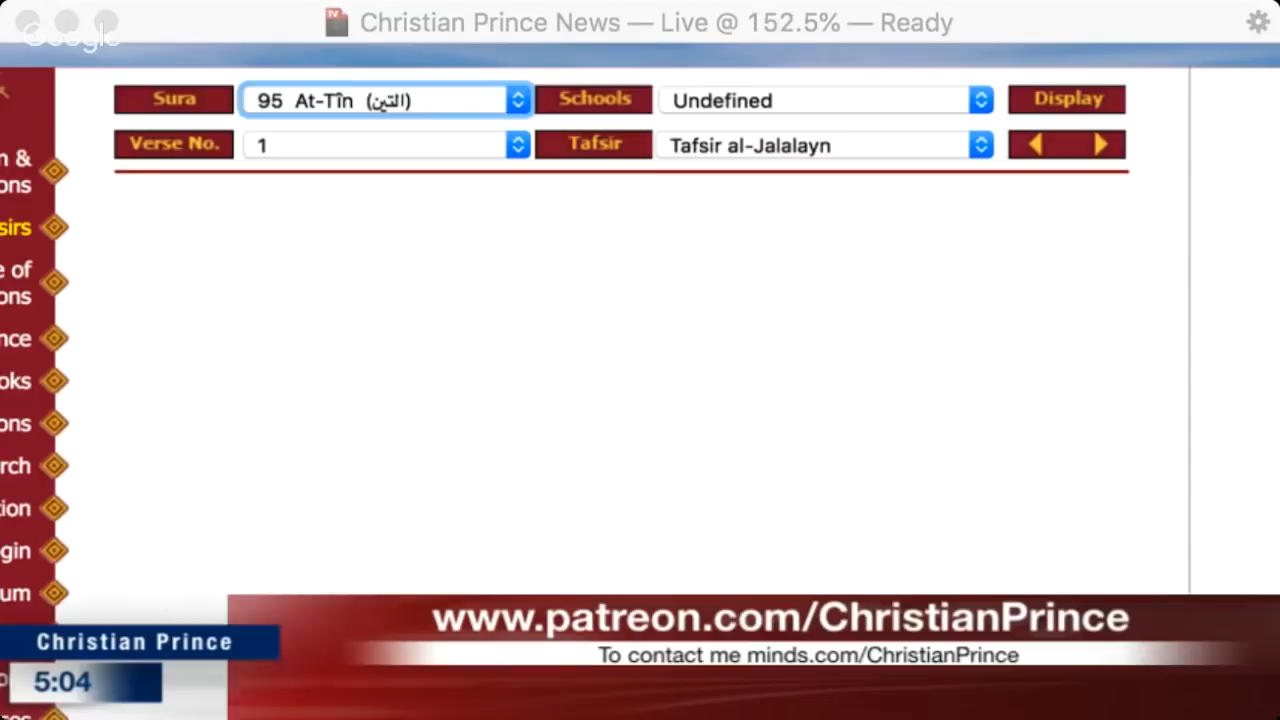 Christian Prince News — Live @ 152.5% — Ready
Google
Sura
95 At-Tîn (التين)
Schools
Undefined
Display
Verse No.
1
Tafsir
Tafsir al-Jalalayn
n &
ons
sirs
e of
ons
nce
oks
ons
rch
tion
gin
um
www.patreon.com/ChristianPrince
To contact me minds.com/ChristianPrince
Christian Prince
5:04